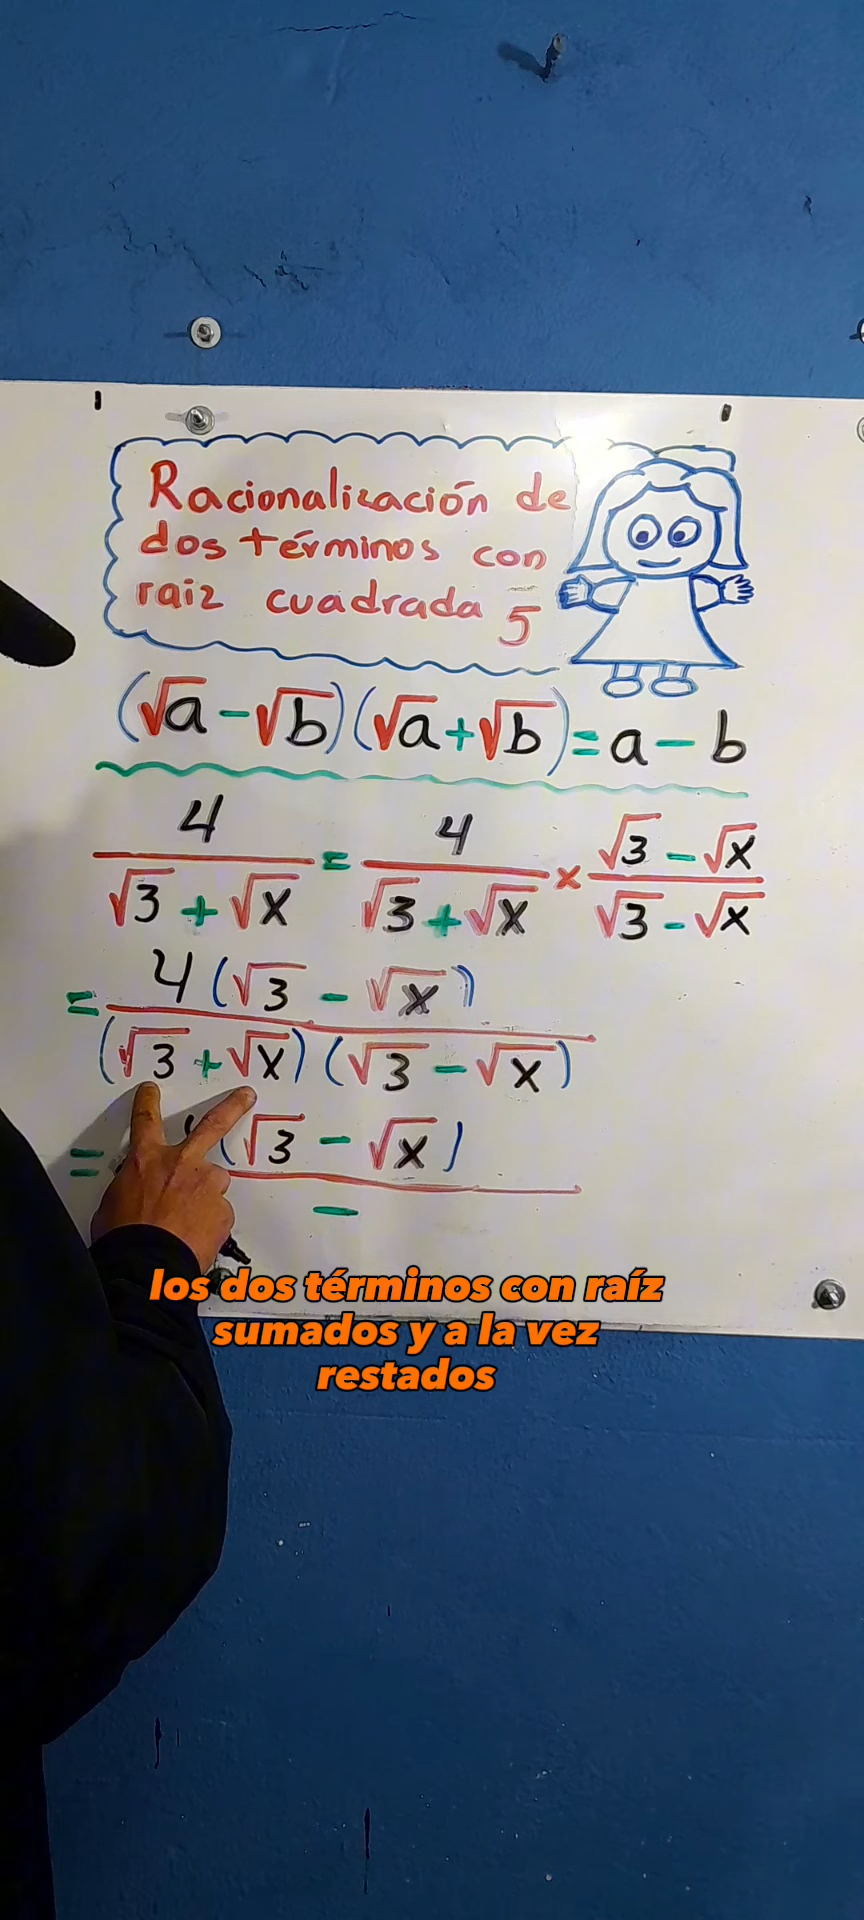 Racionalización de
dos términos con
raiz cuadrada 5
(√a - √b)(√a + √b) = a - b
4 / (√3 + √x) = 4 / (√3 + √x) x (√3 - √x) / (√3 - √x)
= 4(√3 - √x)
(√3 + √x)(√3 - √x)
= (√3 - √x)
-
los dos términos con raíz
sumados y a la vez
restados